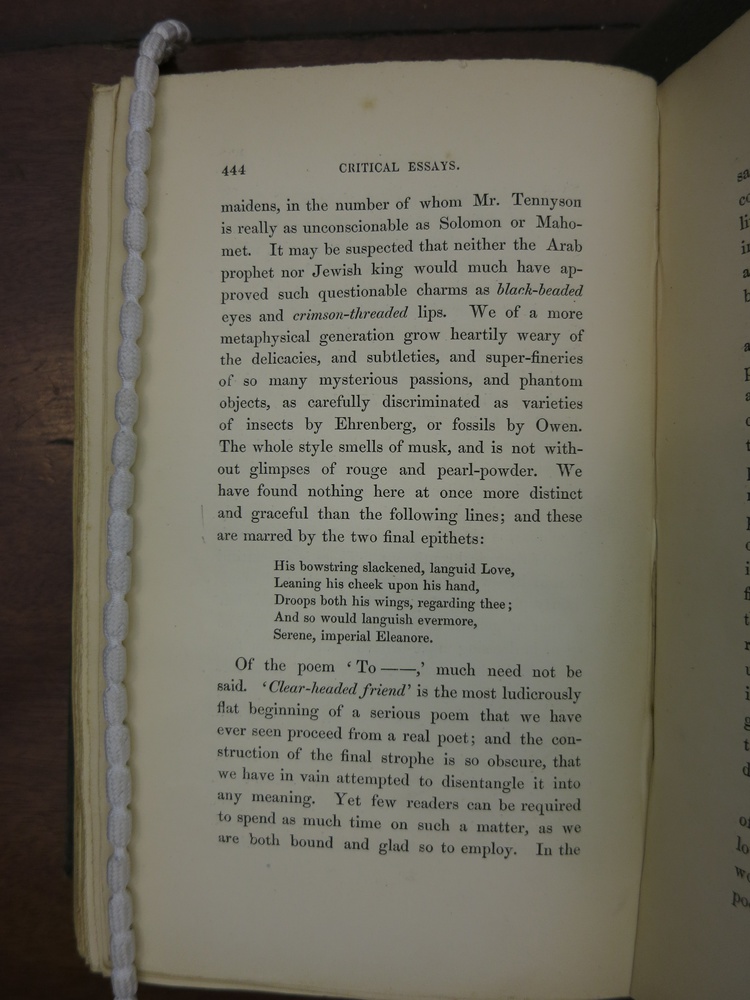 444 CRITICAL ESSAYS.
maidens, in the number of whom Mr. Tennyson
is really as unconscionable as Solomon or Maho-
met. It may be suspected that neither the Arab
prophet nor Jewish king would much have ap-
proved such questionable charms as black-beaded
eyes and crimson-threaded lips. We of a more
metaphysical generation grow heartily weary of
the delicacies, and subtleties, and super-fineries
of so many mysterious passions, and phantom
objects, as carefully discriminated as varieties
of insects by Ehrenberg, or fossils by Owen.
The whole style smells of musk, and is not with-
out glimpses of rouge and pearl-powder. We
have found nothing here at once more distinct
and graceful than the following lines; and these
are marred by the two final epithets:
His bowstring slackened, languid Love,
Leaning his cheek upon his hand,
Droops both his wings, regarding thee;
And so would languish evermore,
Serene, imperial Eleanore.
Of the poem ‘To ——,’ much need not be
said. ‘Clear-headed friend’ is the most ludicrously
flat beginning of a serious poem that we have
ever seen proceed from a real poet; and the con-
struction of the final strophe is so obscure, that
we have in vain attempted to disentangle it into
any meaning. Yet few readers can be required
to spend as much time on such a matter, as we
are both bound and glad so to employ. In the